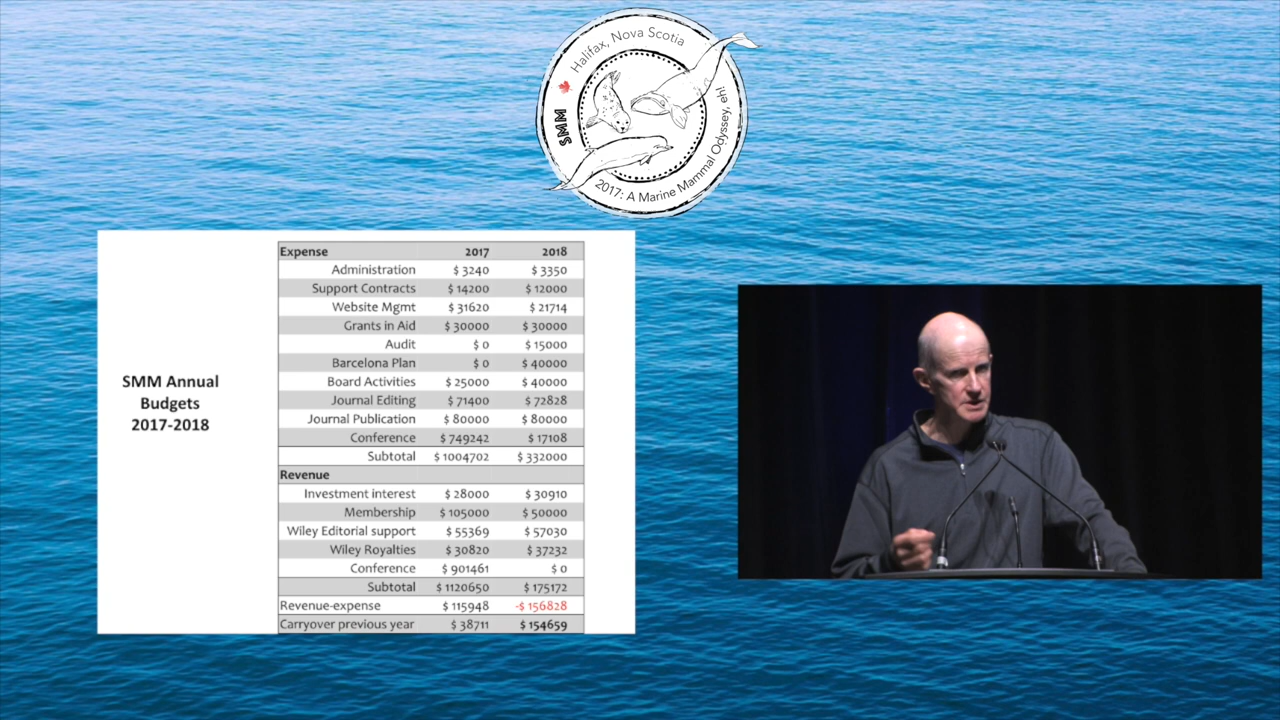 Halifax, Nova Scotia
SMM
2017: A Marine Mammal Odyssey, eh!
SMM Annual
Budgets
2017-2018
Expense 2017 2018
Administration $ 3240 $ 3350
Support Contracts $ 14200 $ 12000
Website Mgmt $ 31620 $ 21714
Grants in Aid $ 30000 $ 30000
Audit $ 0 $ 15000
Barcelona Plan $ 0 $ 40000
Board Activities $ 25000 $ 40000
Journal Editing $ 71400 $ 72828
Journal Publication $ 80000 $ 80000
Conference $ 749242 $ 17108
Subtotal $ 1004702 $ 332000
Revenue
Investment interest $ 28000 $ 30910
Membership $ 105000 $ 50000
Wiley Editorial support $ 55369 $ 57030
Wiley Royalties $ 30820 $ 37232
Conference $ 901461 $ 0
Subtotal $ 1120650 $ 175172
Revenue-expense $ 115948 -$ 156828
Carryover previous year $ 38711 $ 154659